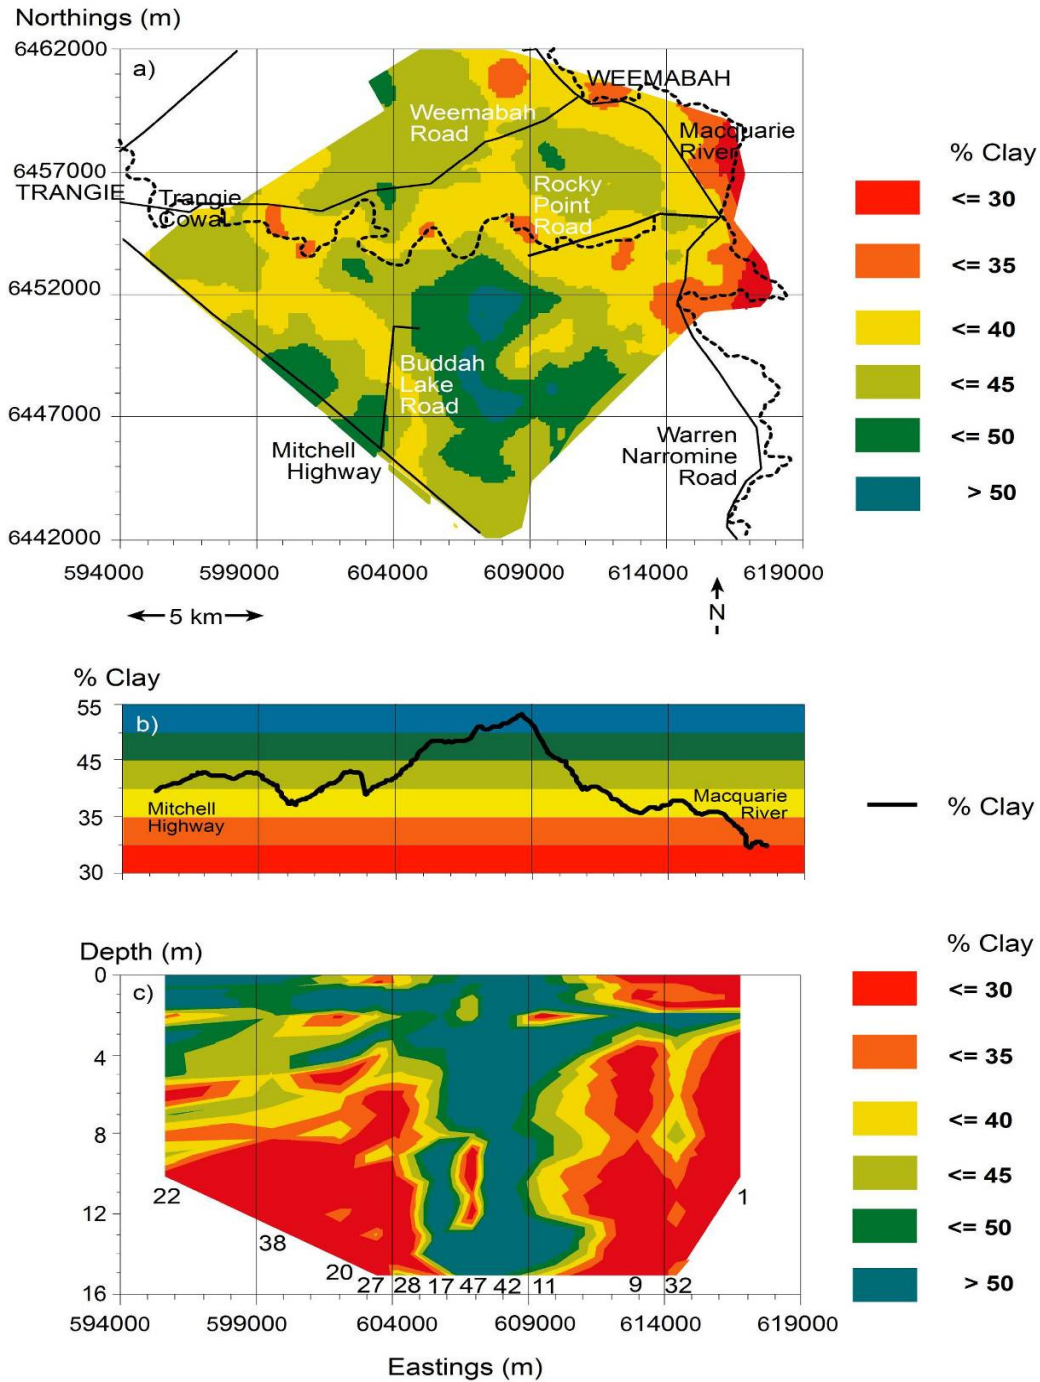 Northings (m)
6462000
a)
WEEMABAH
Weemabah
Road
Macquarie
River
6457000
TRANGIE
Trangie
Cowal
Rocky
Point
Road
6452000
Buddah
Lake
Road
6447000
Mitchell
Highway
Warren
Narromine
Road
6442000
594000 599000 604000 609000 614000 619000
5 km
N
% Clay
<= 30
<= 35
<= 40
<= 45
<= 50
> 50
% Clay
55
b)
45
Mitchell
Highway
Macquarie
River
35
30
% Clay
Depth (m)
0
c)
4
8
12
16
22
38
20
27 28 17 47 42 11 9 32
1
594000 599000 604000 609000 614000 619000
Eastings (m)
% Clay
<= 30
<= 35
<= 40
<= 45
<= 50
> 50